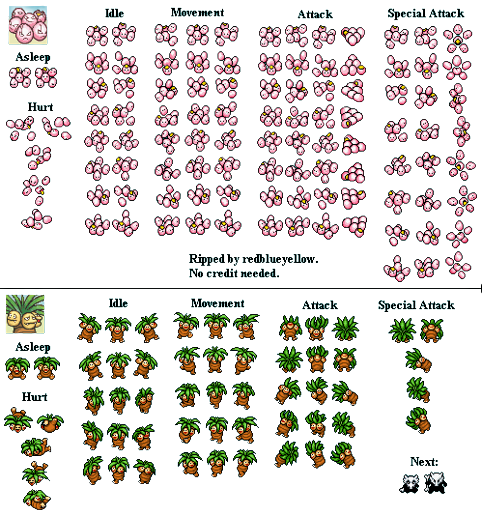 Idle
Movement
Attack
Special Attack
Asleep
Hurt
Ripped by redblueyellow.
No credit needed.
Idle
Movement
Attack
Special Attack
Asleep
Hurt
Next: